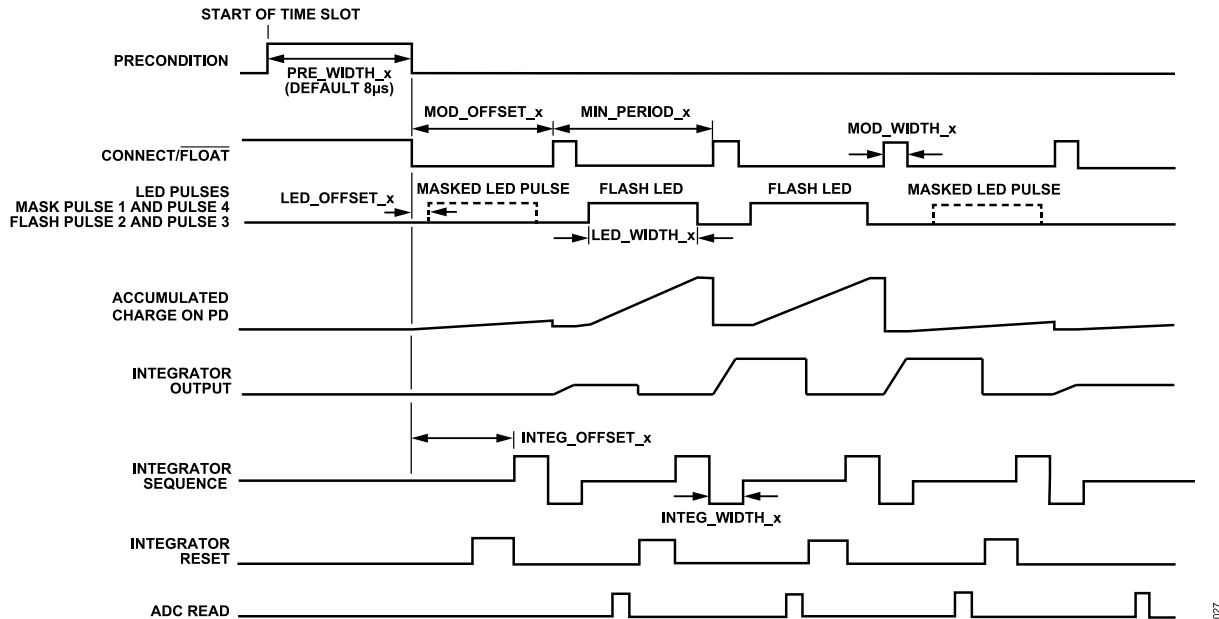 START OF TIME SLOT
PRECONDITION
PRE_WIDTH_x
(DEFAULT 8µs)
MOD_OFFSET_x
MIN_PERIOD_x
MOD_WIDTH_x
CONNECT/FLOAT
LED PULSES
MASK PULSE 1 AND PULSE 4
FLASH PULSE 2 AND PULSE 3
LED_OFFSET_x
MASKED LED PULSE
FLASH LED
FLASH LED
MASKED LED PULSE
LED_WIDTH_x
ACCUMULATED
CHARGE ON PD
INTEGRATOR
OUTPUT
INTEG_OFFSET_x
INTEGRATOR
SEQUENCE
INTEG_WIDTH_x
INTEGRATOR
RESET
ADC READ
027